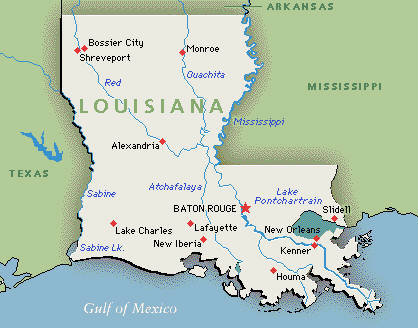 ARKANSAS
Bossier City
Shreveport
Monroe
Red
Ouachita
MISSISSIPPI
LOUISIANA
Mississippi
Alexandria
TEXAS
Atchafalaya
Sabine
BATON ROUGE
Lake
Pontchartrain
Slidell
Lake Charles
Lafayette
New Orleans
Sabine Lk.
New Iberia
Kenner
Houma
Gulf of Mexico